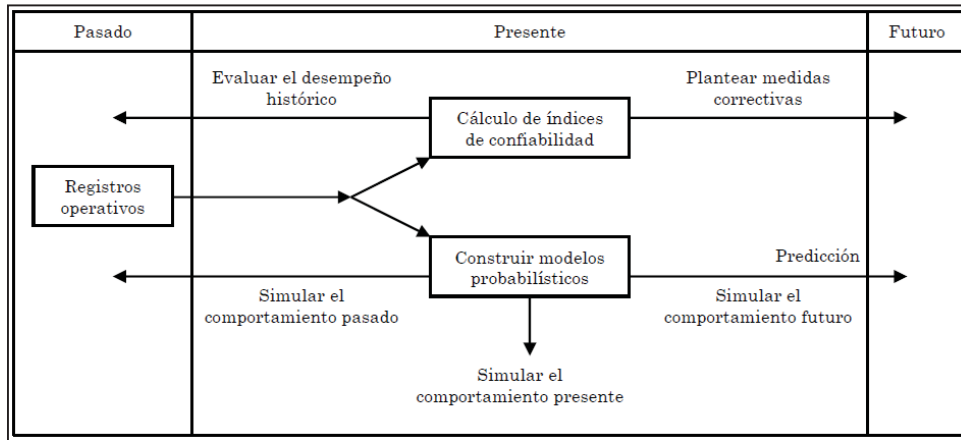 Pasado
Presente
Futuro
Evaluar el desempeño
histórico
Plantear medidas
correctivas
Cálculo de índices
de confiabilidad
Registros
operativos
Construir modelos
probabilísticos
Predicción
Simular el
comportamiento pasado
Simular el
comportamiento futuro
Simular el
comportamiento presente